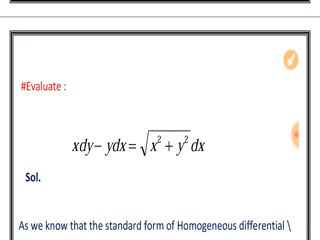 #Evaluate :
xdy − ydx = √x² + y² dx
Sol.
As we know that the standard form of Homogeneous differential \